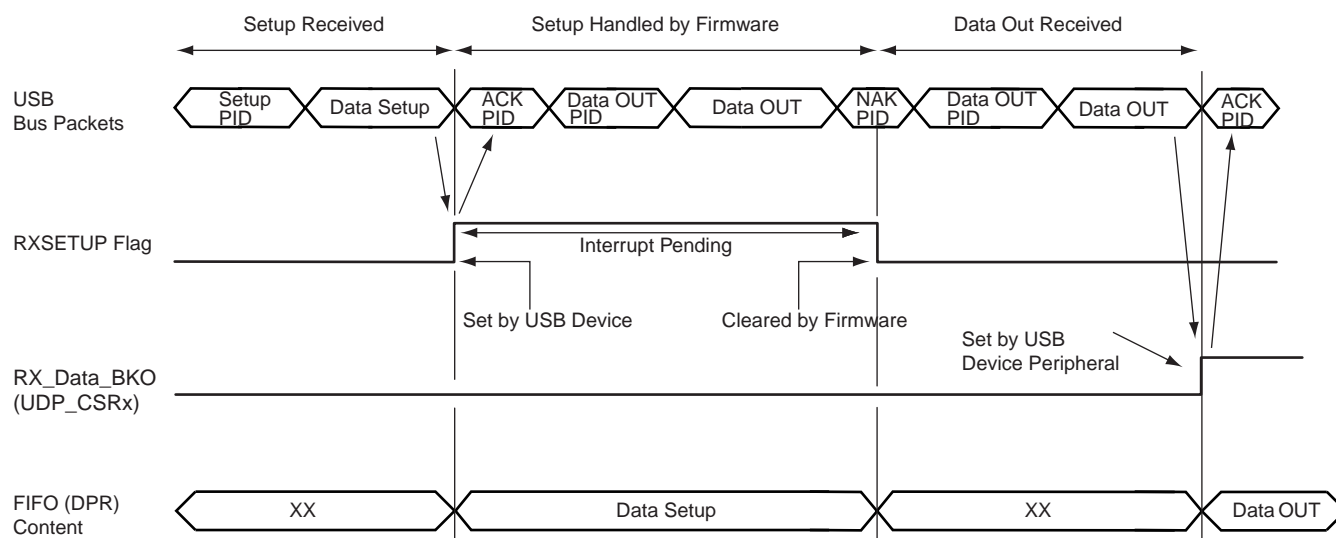 Setup Received
Setup Handled by Firmware
Data Out Received
USB
Bus Packets
Setup
PID
Data Setup
ACK
PID
Data OUT
PID
Data OUT
NAK
PID
Data OUT
PID
Data OUT
ACK
PID
RXSETUP Flag
Interrupt Pending
Set by USB Device
Cleared by Firmware
Set by USB
Device Peripheral
RX_Data_BKO
(UDP_CSRx)
FIFO (DPR)
Content
XX
Data Setup
XX
Data OUT